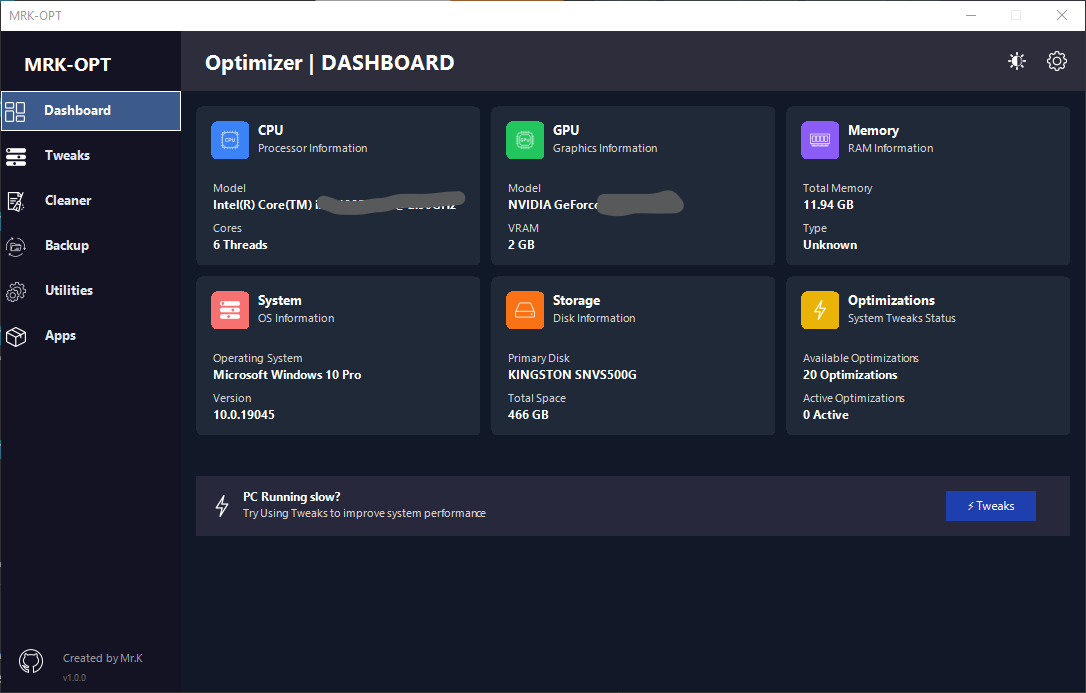 MRK-OPT
MRK-OPT
Optimizer | DASHBOARD
Dashboard
Tweaks
Cleaner
Backup
Utilities
Apps
CPU
Processor Information
Model
Intel(R) Core(TM)
Cores
6 Threads
GPU
Graphics Information
Model
NVIDIA GeForce
VRAM
2 GB
Memory
RAM Information
Total Memory
11.94 GB
Type
Unknown
System
OS Information
Operating System
Microsoft Windows 10 Pro
Version
10.0.19045
Storage
Disk Information
Primary Disk
KINGSTON SNVS500G
Total Space
466 GB
Optimizations
System Tweaks Status
Available Optimizations
20 Optimizations
Active Optimizations
0 Active
PC Running slow?
Try Using Tweaks to improve system performance
⚡Tweaks
Created by Mr.K
v1.0.0